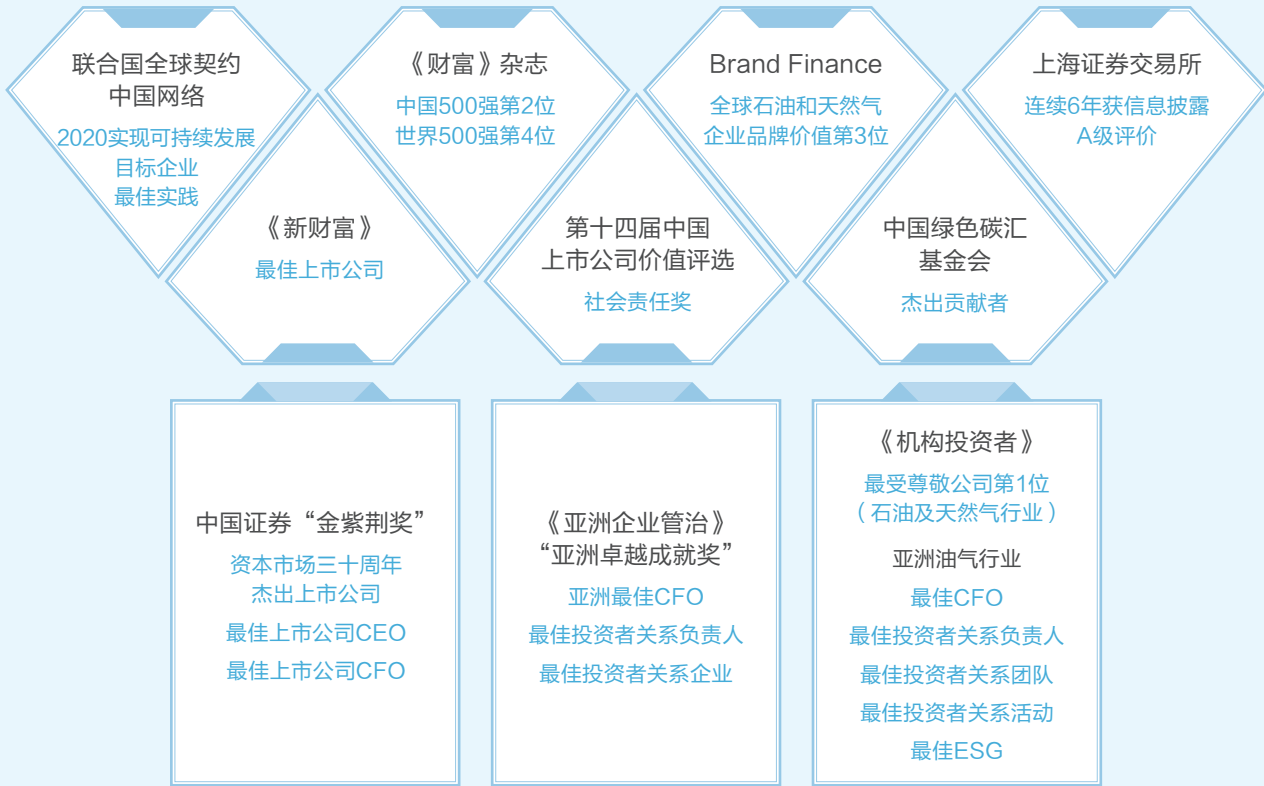 联合国全球契约
中国网络
2020实现可持续发展
目标企业
最佳实践
《财富》杂志
中国500强第2位
世界500强第4位
Brand Finance
全球石油和天然气
企业品牌价值第3位
上海证券交易所
连续6年获信息披露
A级评价
《新财富》
最佳上市公司
第十四届中国
上市公司价值评选
社会责任奖
中国绿色碳汇
基金会
杰出贡献者
中国证券“金紫荆奖”
资本市场三十周年
杰出上市公司
最佳上市公司CEO
最佳上市公司CFO
《亚洲企业管治》
“亚洲卓越成就奖”
亚洲最佳CFO
最佳投资者关系负责人
最佳投资者关系企业
《机构投资者》
最受尊敬公司第1位
（石油及天然气行业）
亚洲油气行业
最佳CFO
最佳投资者关系负责人
最佳投资者关系团队
最佳投资者关系活动
最佳ESG